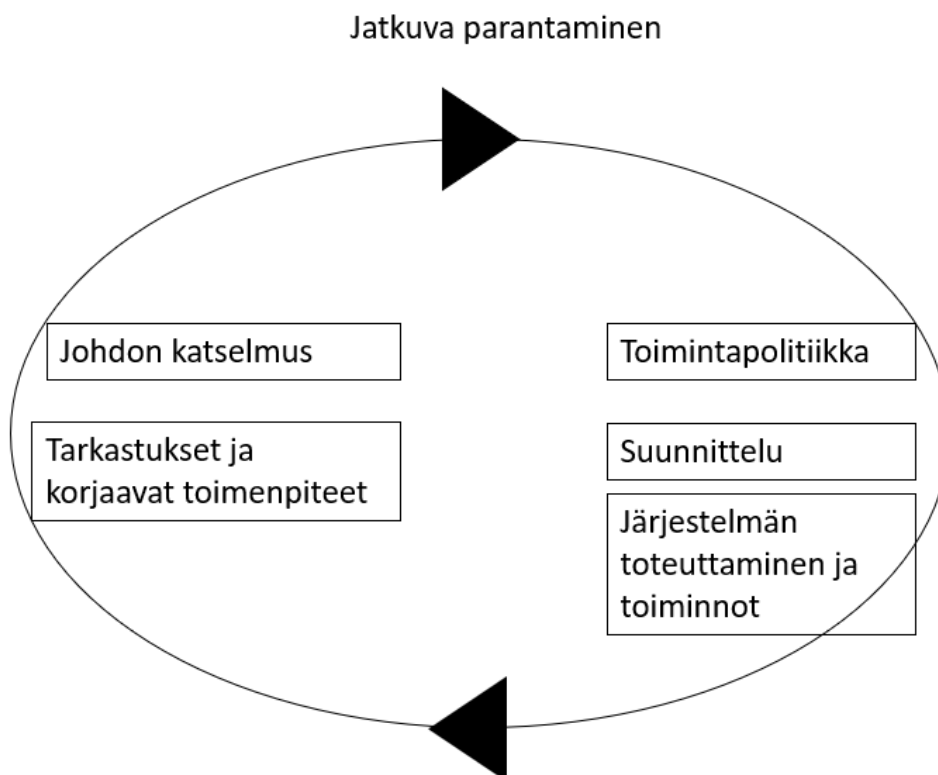 Jatkuva parantaminen
Johdon katselmus
Tarkastukset ja
korjaavat toimenpiteet
Toimintapolitiikka
Suunnittelu
Järjestelmän
toteuttaminen ja
toiminnot